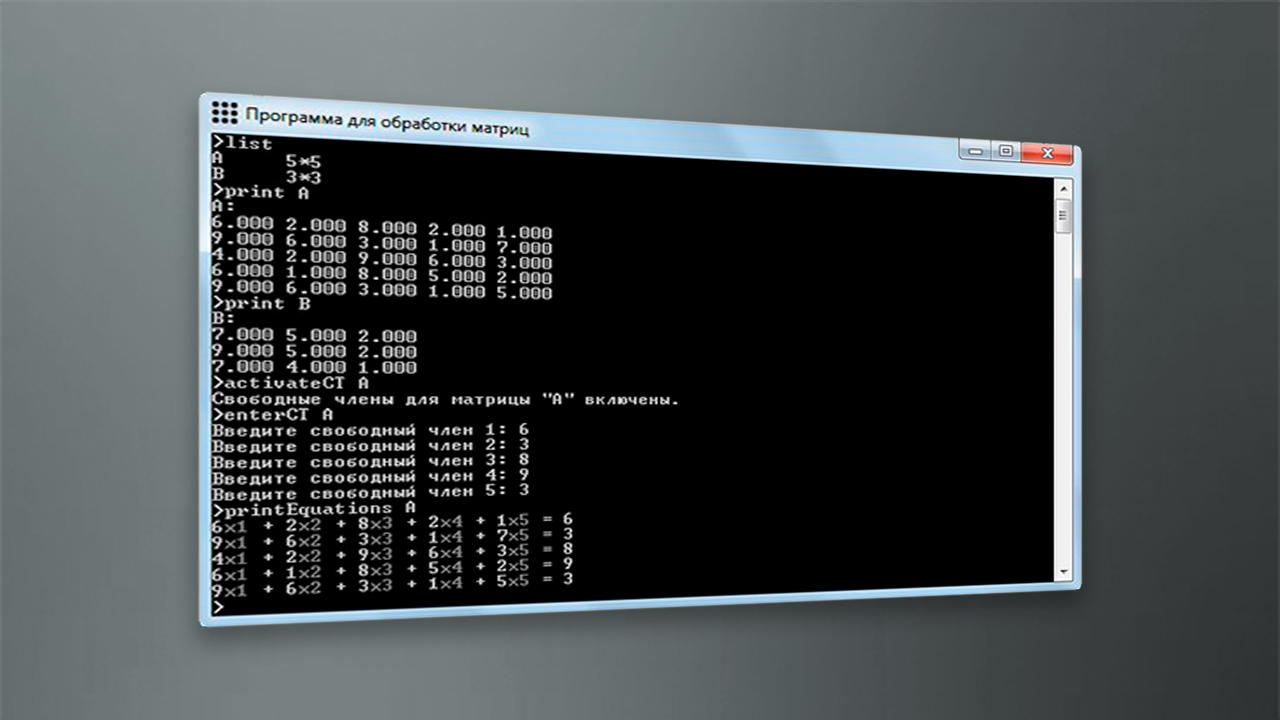 Программа для обработки матриц
>list
A 5*5
B 3*3
>print A
A:
6.000 2.000 8.000 2.000 1.000
9.000 6.000 3.000 1.000 7.000
4.000 2.000 9.000 6.000 3.000
6.000 1.000 8.000 5.000 2.000
9.000 6.000 3.000 1.000 5.000
>print B
B:
7.000 5.000 2.000
9.000 5.000 2.000
7.000 4.000 1.000
>activateCT A
Свободные члены для матрицы "A" включены.
>enterCT A
Введите свободный член 1: 6
Введите свободный член 2: 3
Введите свободный член 3: 8
Введите свободный член 4: 9
Введите свободный член 5: 3
>printEquations A
6x1 + 2x2 + 8x3 + 2x4 + 1x5 = 6
9x1 + 6x2 + 3x3 + 1x4 + 7x5 = 3
4x1 + 2x2 + 9x3 + 6x4 + 3x5 = 8
6x1 + 1x2 + 8x3 + 5x4 + 2x5 = 9
9x1 + 6x2 + 3x3 + 1x4 + 5x5 = 3
>